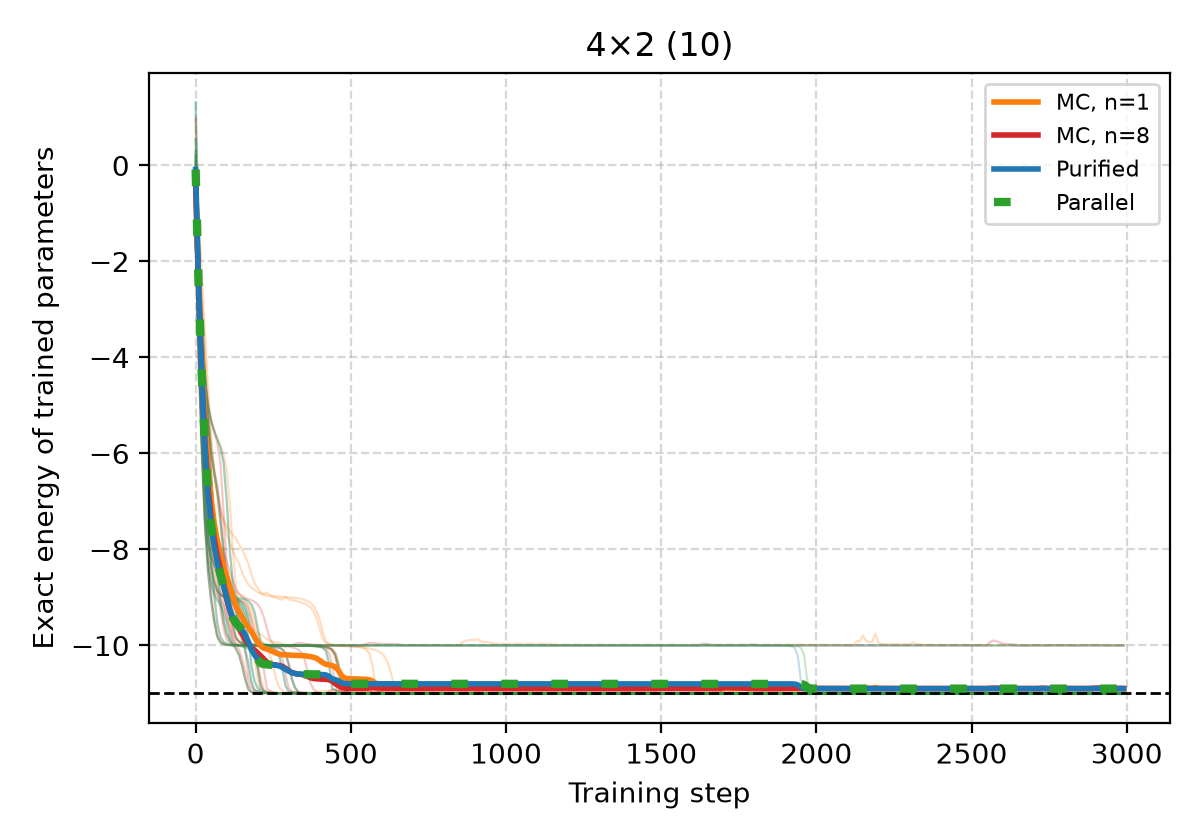 4×2 (10)
MC, n=1
MC, n=8
Purified
Parallel
Exact energy of trained parameters
0
−2
−4
−6
−8
−10
0
500
1000
1500
2000
2500
3000
Training step